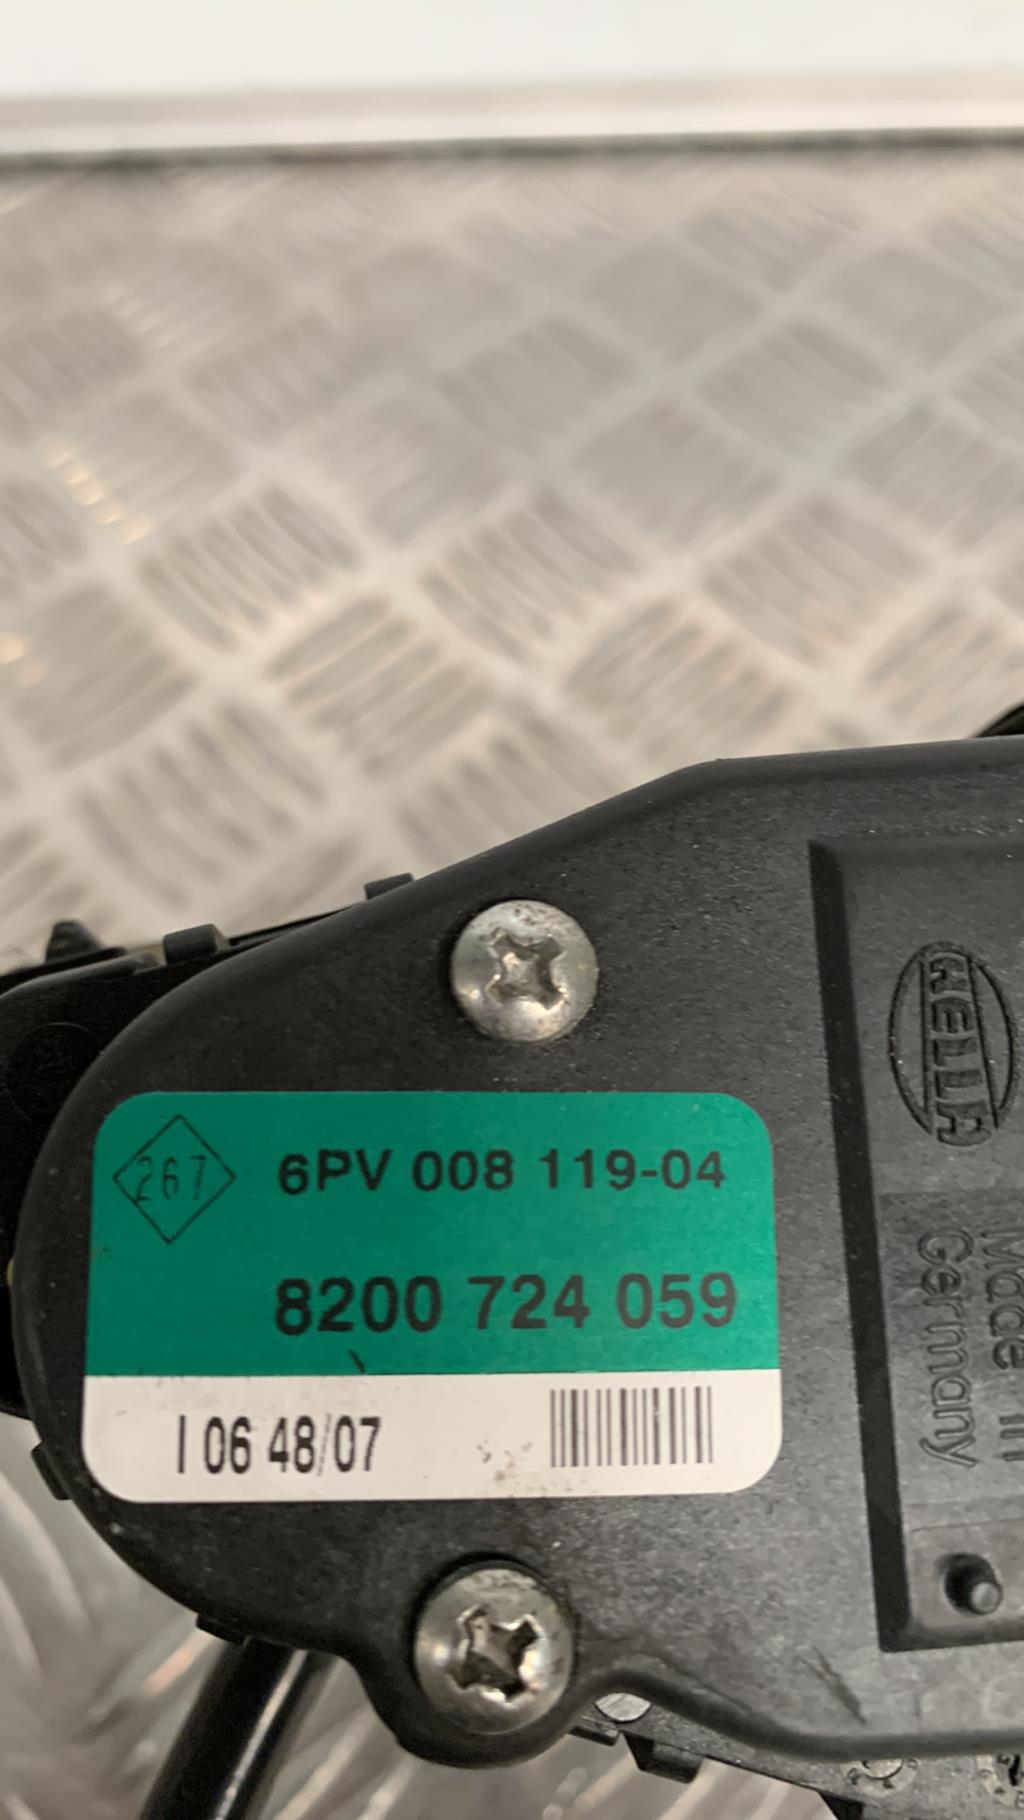 267
6PV 008 119-04
8200 724 059
I 06 48/07
HELLA
Made in
Germany